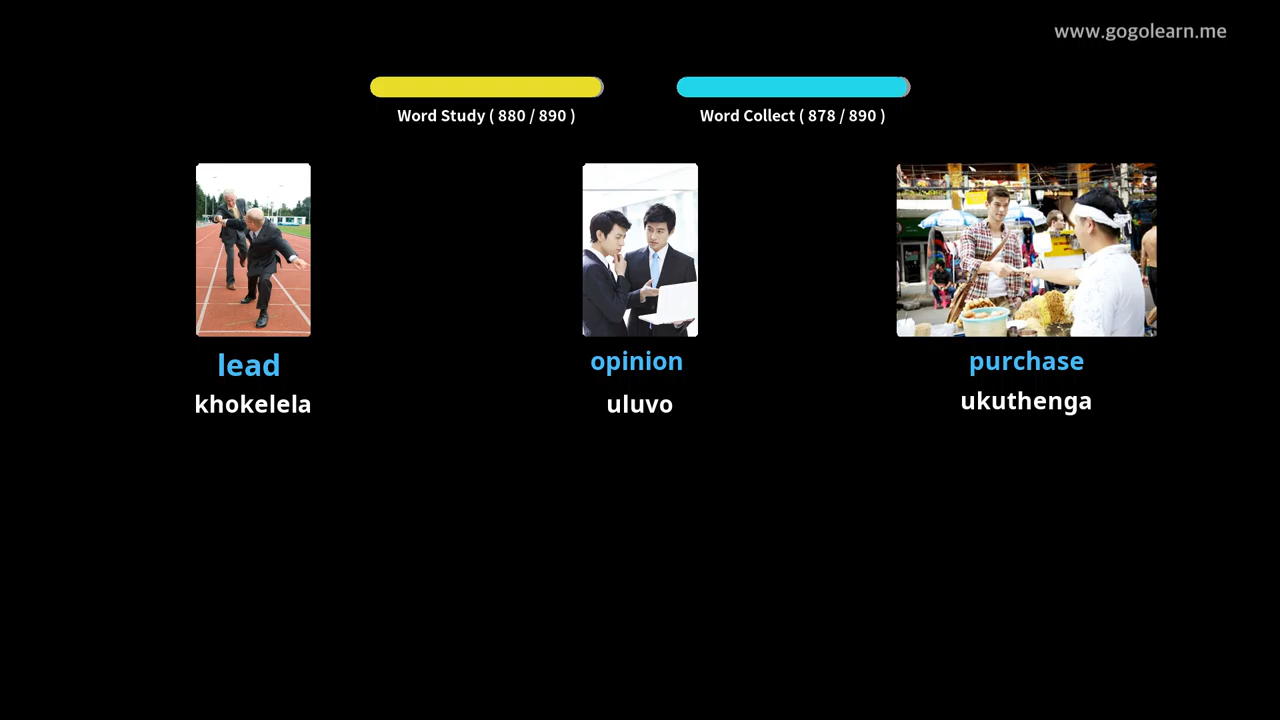 www.gogolearn.me
Word Study ( 880 / 890 )
Word Collect ( 878 / 890 )
lead
khokelela
opinion
uluvo
purchase
ukuthenga